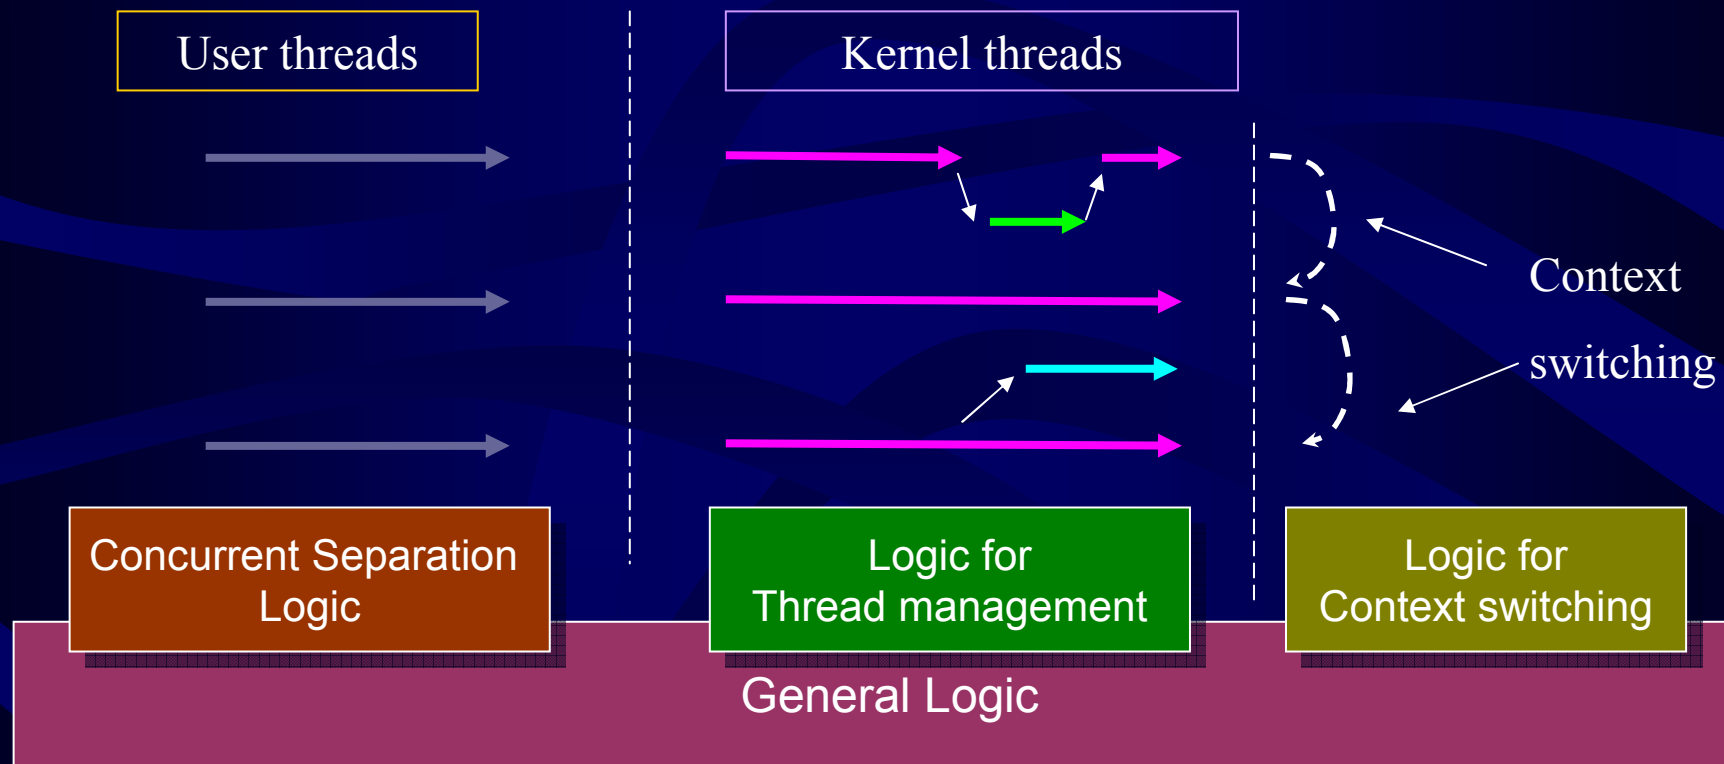 User threads
Kernel threads
Context
switching
Concurrent Separation
Logic
Logic for
Thread management
Logic for
Context switching
General Logic